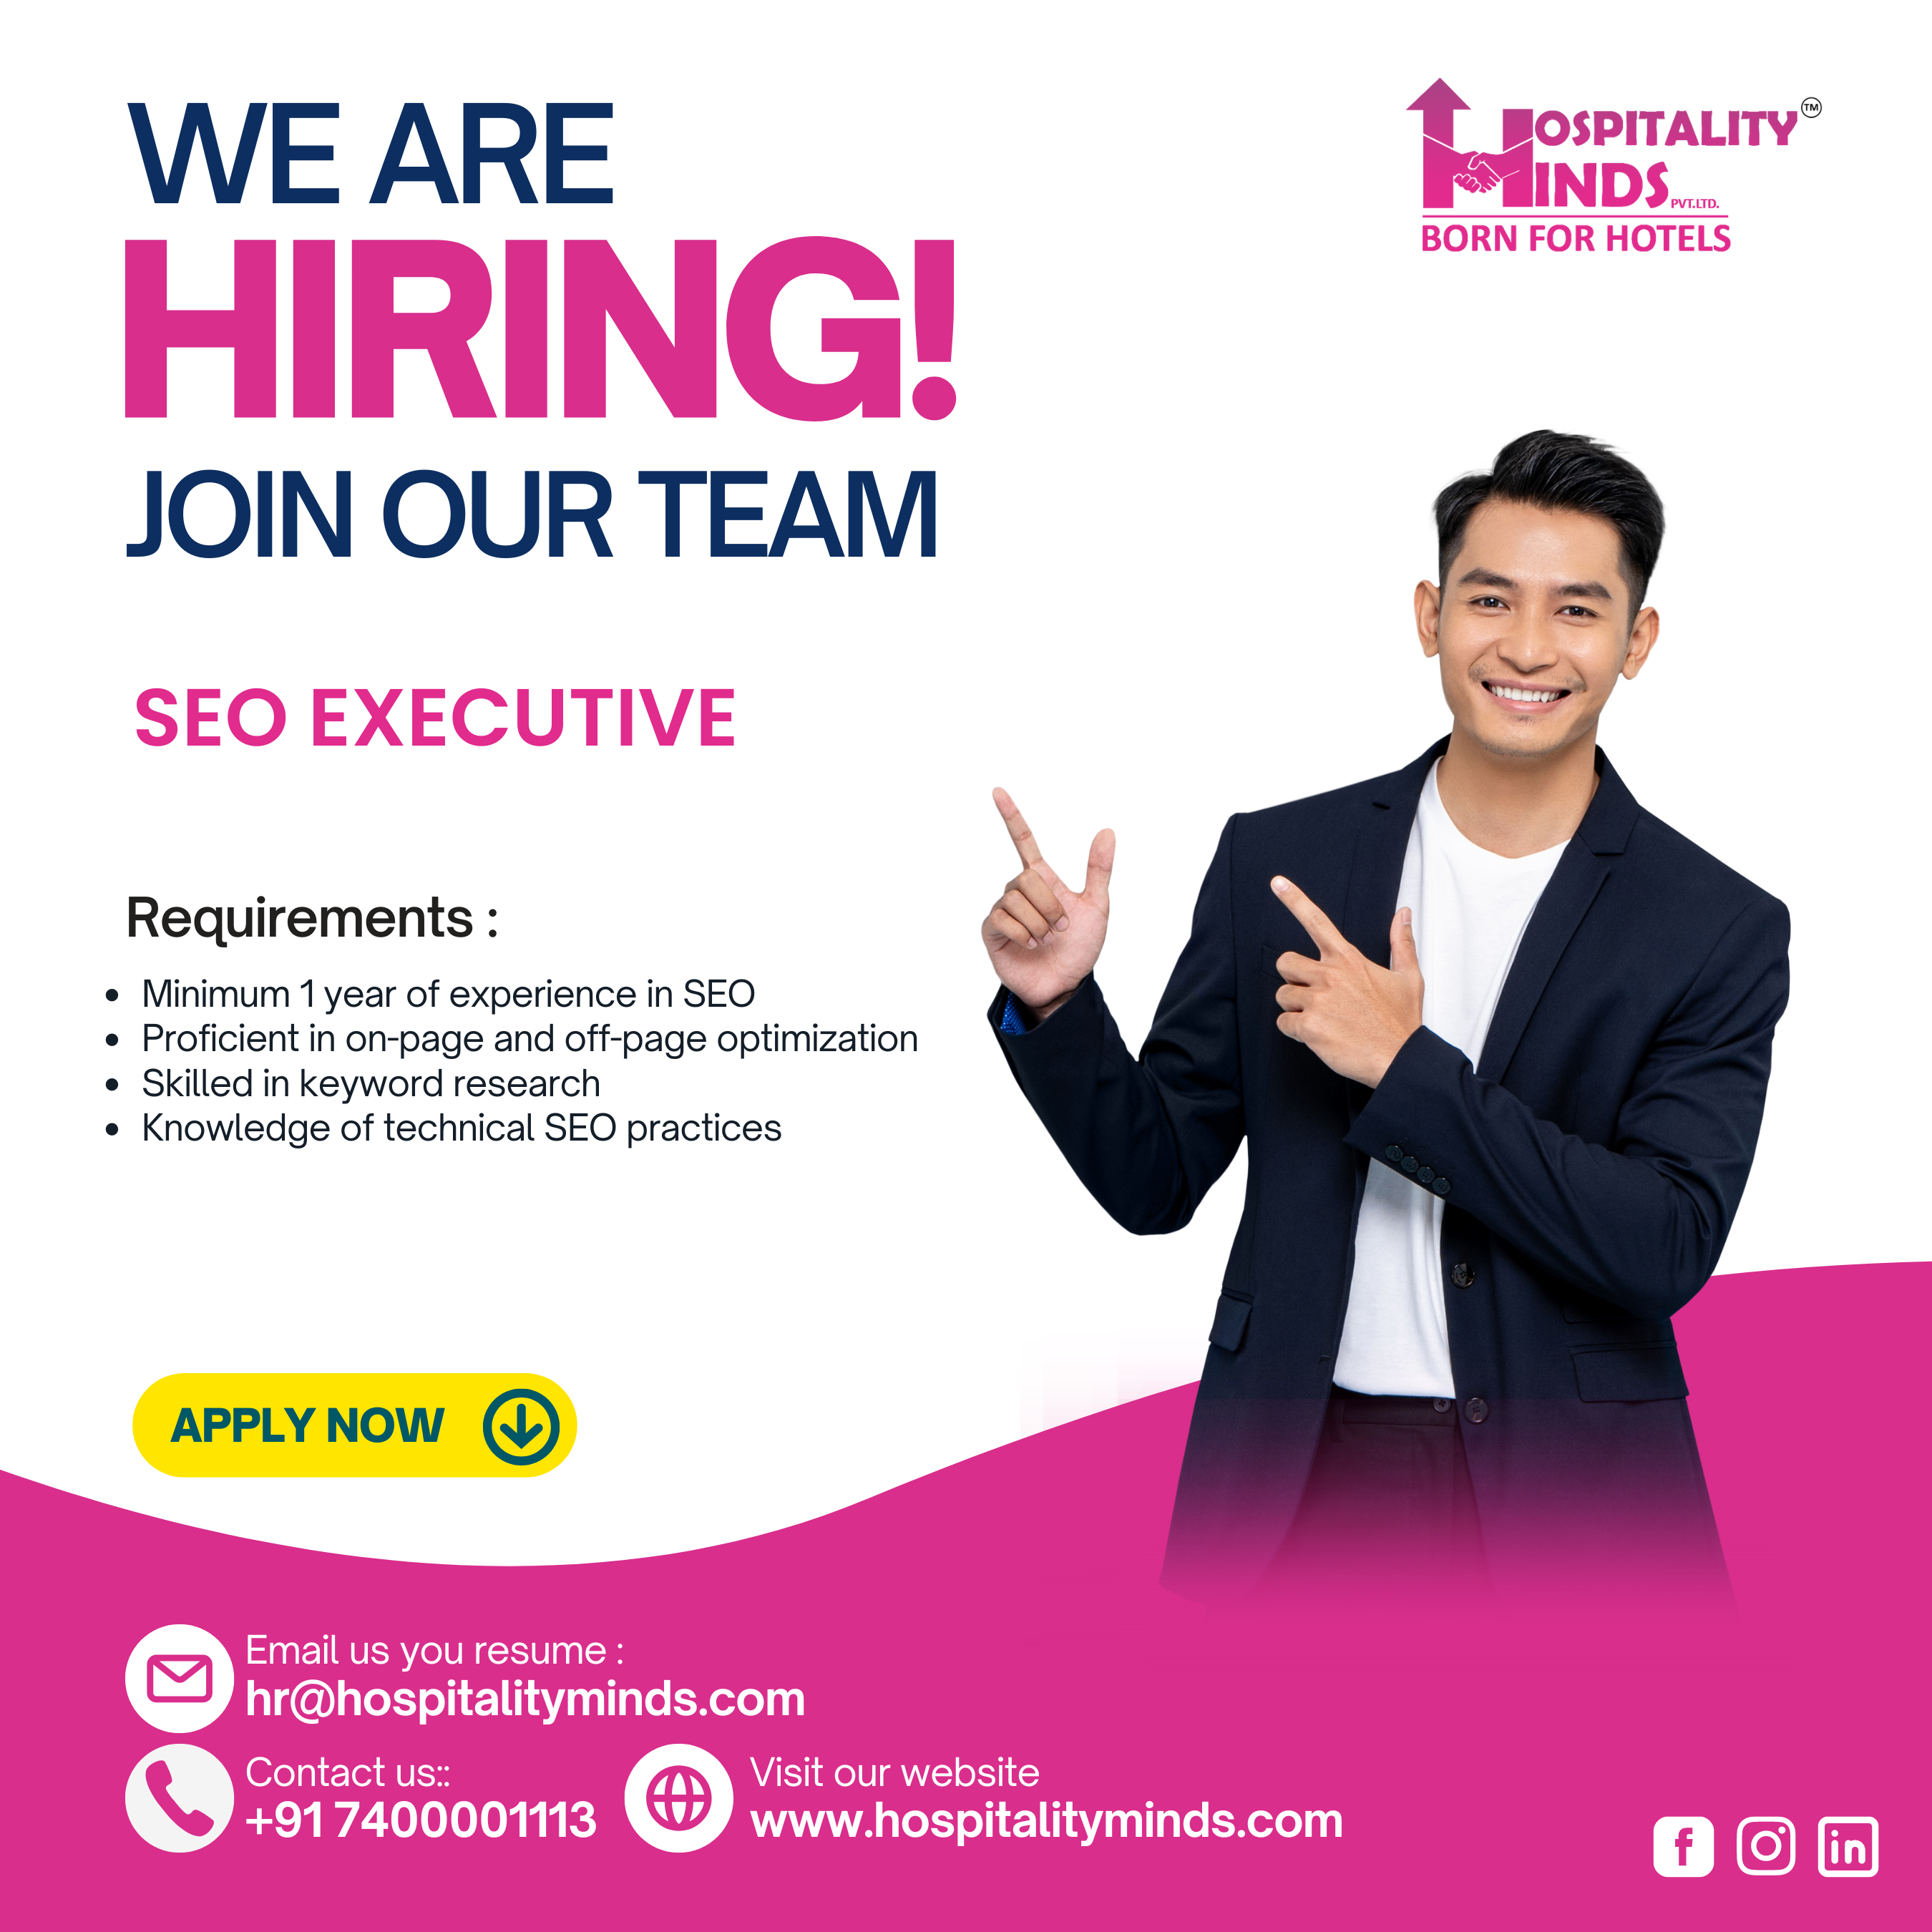 WE ARE
HIRING!
JOIN OUR TEAM
HOSPITALITY TM
MINDS PVT.LTD.
BORN FOR HOTELS
SEO EXECUTIVE
Requirements :
• Minimum 1 year of experience in SEO
• Proficient in on-page and off-page optimization
• Skilled in keyword research
• Knowledge of technical SEO practices
APPLY NOW
Email us you resume :
hr@hospitalityminds.com
Contact us::
+91 7400001113
Visit our website
www.hospitalityminds.com
f
in